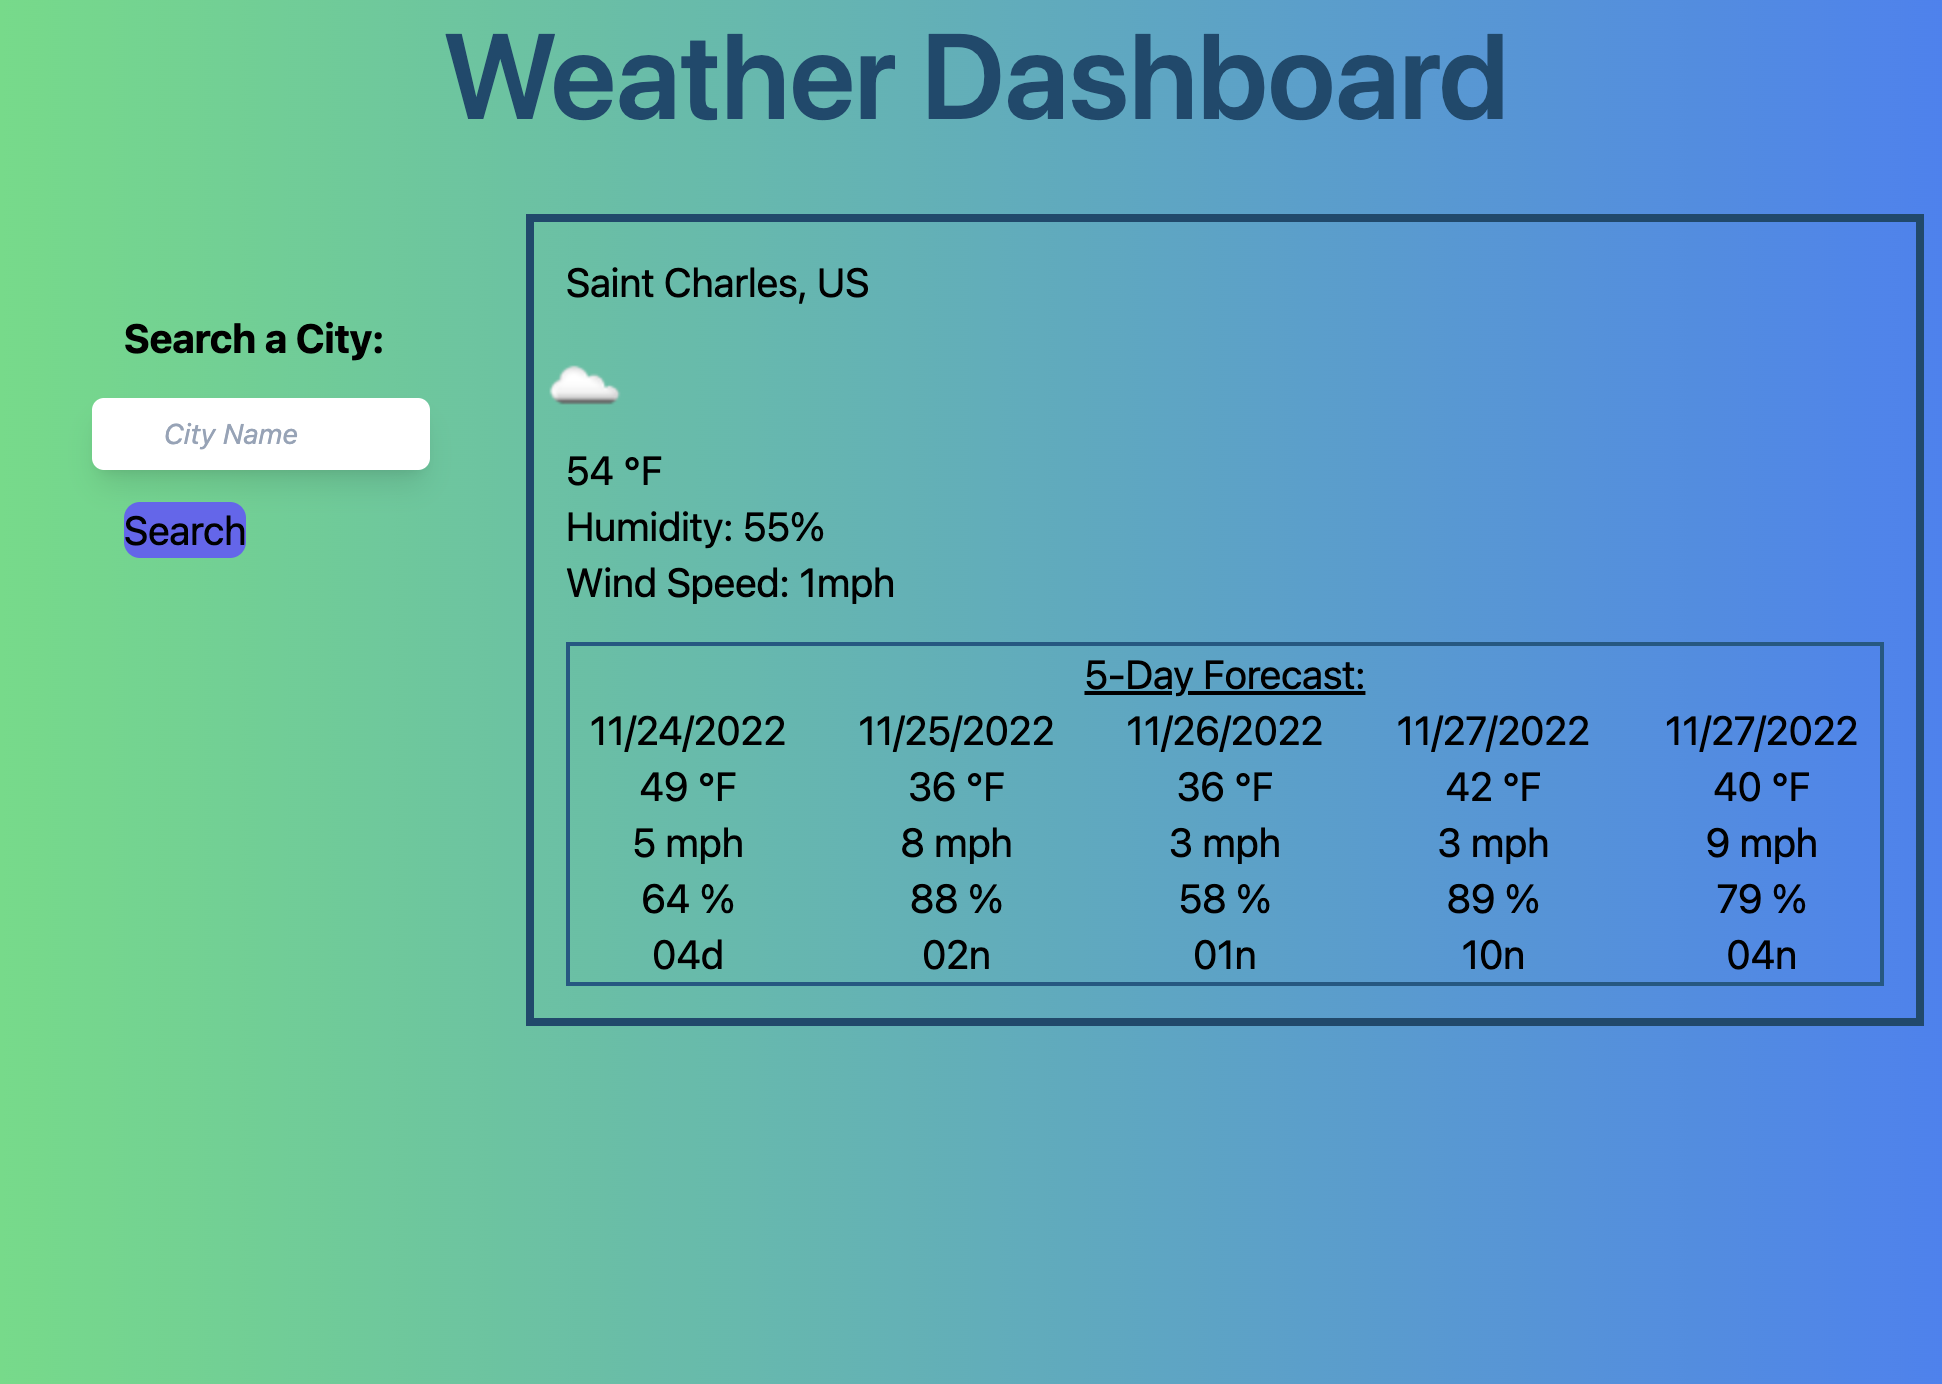 Weather Dashboard
Search a City:
City Name
Search
Saint Charles, US
54 °F
Humidity: 55%
Wind Speed: 1mph
5-Day Forecast:
11/24/2022 11/25/2022 11/26/2022 11/27/2022 11/27/2022
49 °F 36 °F 36 °F 42 °F 40 °F
5 mph 8 mph 3 mph 3 mph 9 mph
64 % 88 % 58 % 89 % 79 %
04d 02n 01n 10n 04n